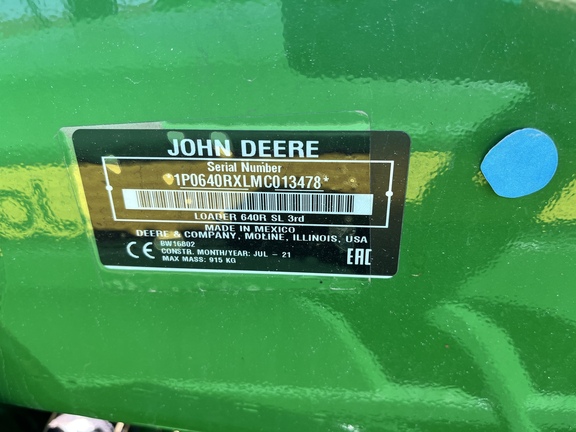 JOHN DEERE
Serial Number
*1P0640RXLMC013478*
LOADER 640R SL 3rd
MADE IN MEXICO
DEERE & COMPANY, MOLINE, ILLINOIS, USA
BW16802
CONSTR. MONTH/YEAR: JUL - 21
MAX MASS: 915 KG
CE
EAC